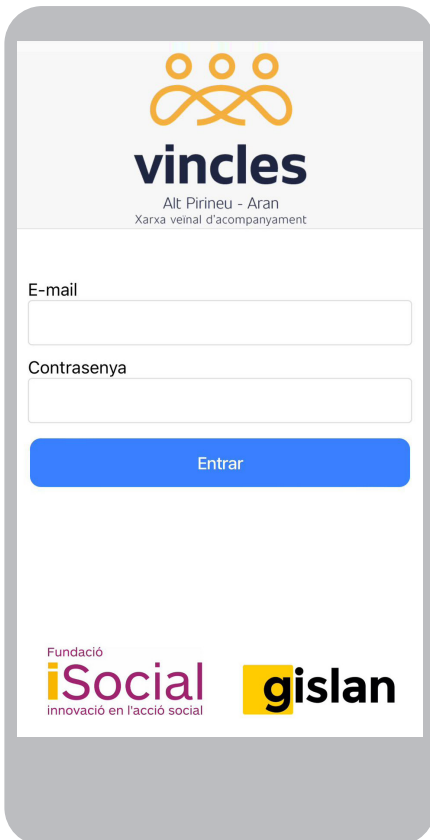 vincles
Alt Pirineu - Aran
Xarxa veïnal d'acompanyament
E-mail
Contrasenya
Entrar
Fundació
iSocial
innovació en l'acció social
gislan